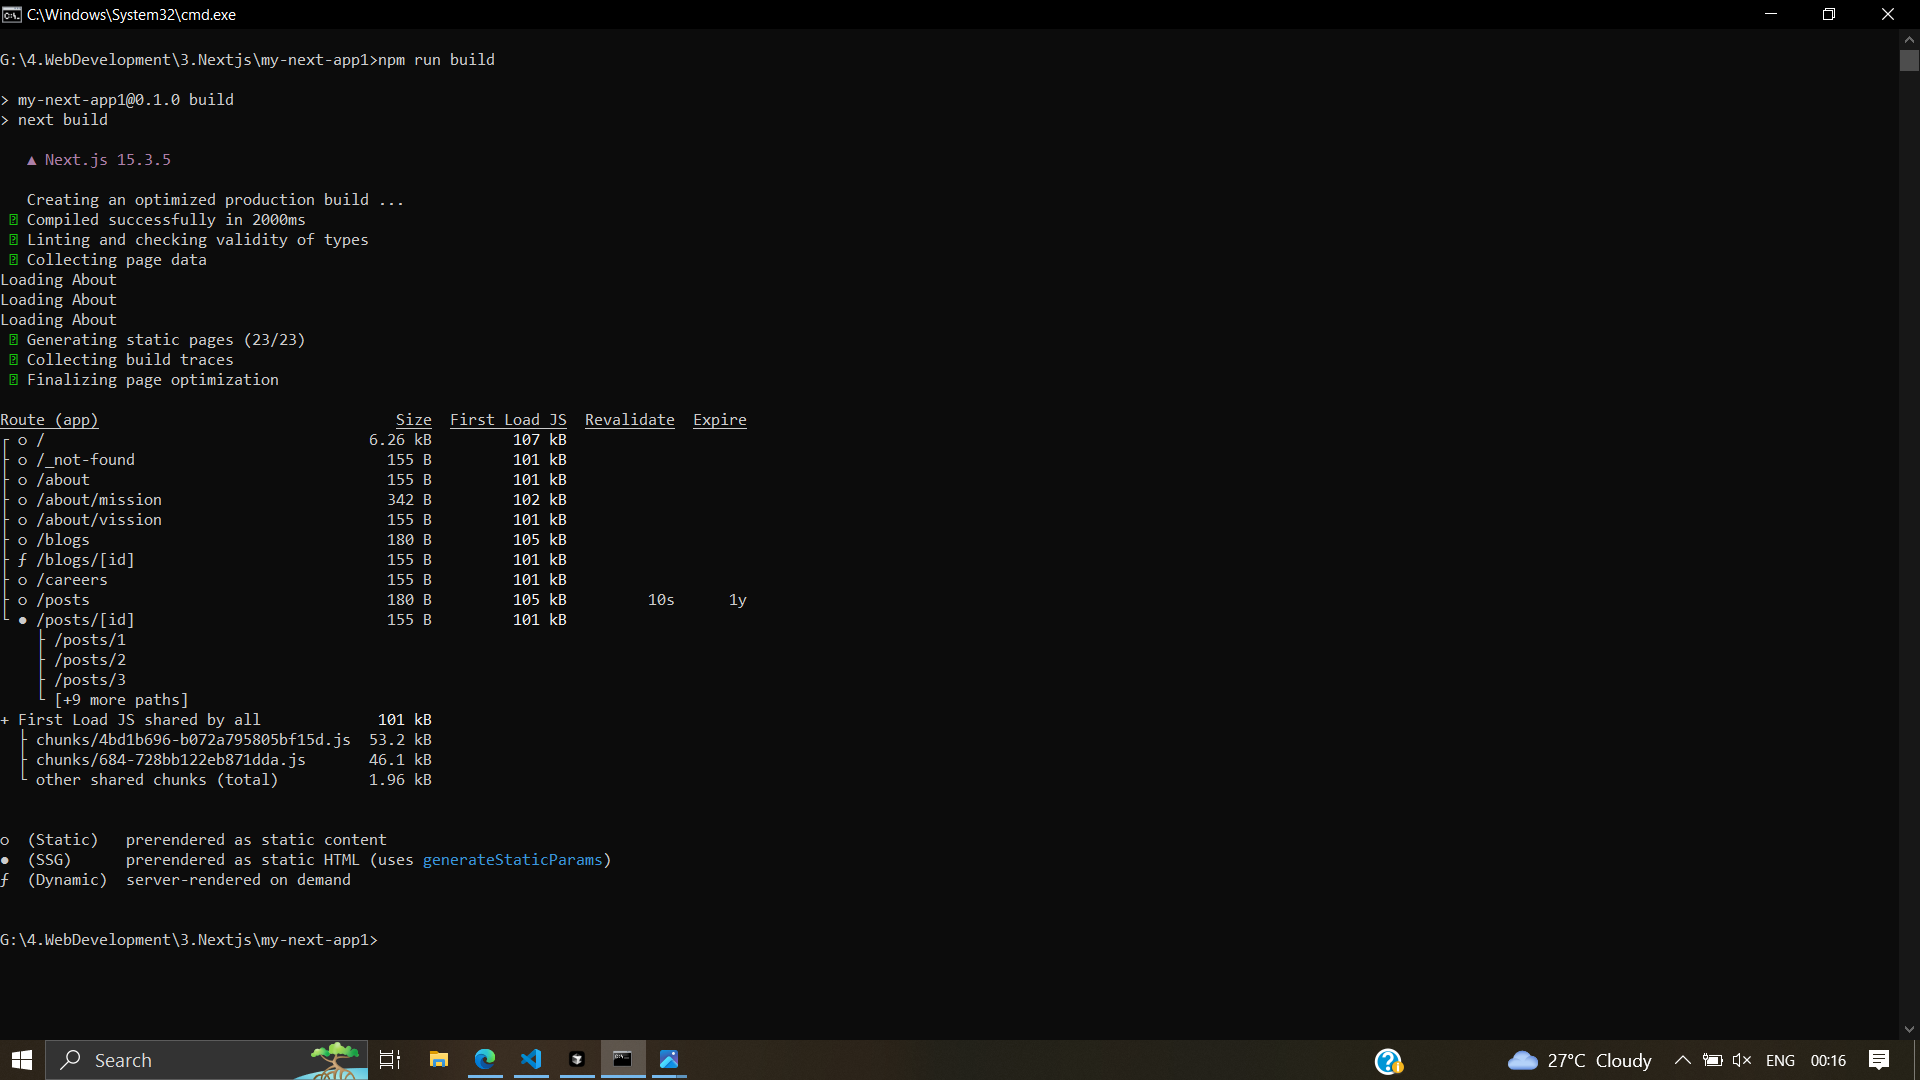 C:\Windows\System32\cmd.exe
G:\4.WebDevelopment\3.Nextjs\my-next-app1>npm run build
> my-next-app1@0.1.0 build
> next build
▲ Next.js 15.3.5
Creating an optimized production build ...
Compiled successfully in 2000ms
Linting and checking validity of types
Collecting page data
Loading About
Loading About
Loading About
Generating static pages (23/23)
Collecting build traces
Finalizing page optimization
Route (app) Size First Load JS Revalidate Expire
┌ ○ / 6.26 kB 107 kB
├ ○ /_not-found 155 B 101 kB
├ ○ /about 155 B 101 kB
├ ○ /about/mission 342 B 102 kB
├ ○ /about/vission 155 B 101 kB
├ ○ /blogs 180 B 105 kB
├ ƒ /blogs/[id] 155 B 101 kB
├ ○ /careers 155 B 101 kB
├ ○ /posts 180 B 105 kB 10s 1y
└ ● /posts/[id] 155 B 101 kB
├ /posts/1
├ /posts/2
├ /posts/3
└ [+9 more paths]
+ First Load JS shared by all 101 kB
├ chunks/4bd1b696-b072a795805bf15d.js 53.2 kB
├ chunks/684-728bb122eb871dda.js 46.1 kB
└ other shared chunks (total) 1.96 kB
○ (Static) prerendered as static content
● (SSG) prerendered as static HTML (uses generateStaticParams)
ƒ (Dynamic) server-rendered on demand
G:\4.WebDevelopment\3.Nextjs\my-next-app1>
Search
27°C Cloudy
ENG
00:16